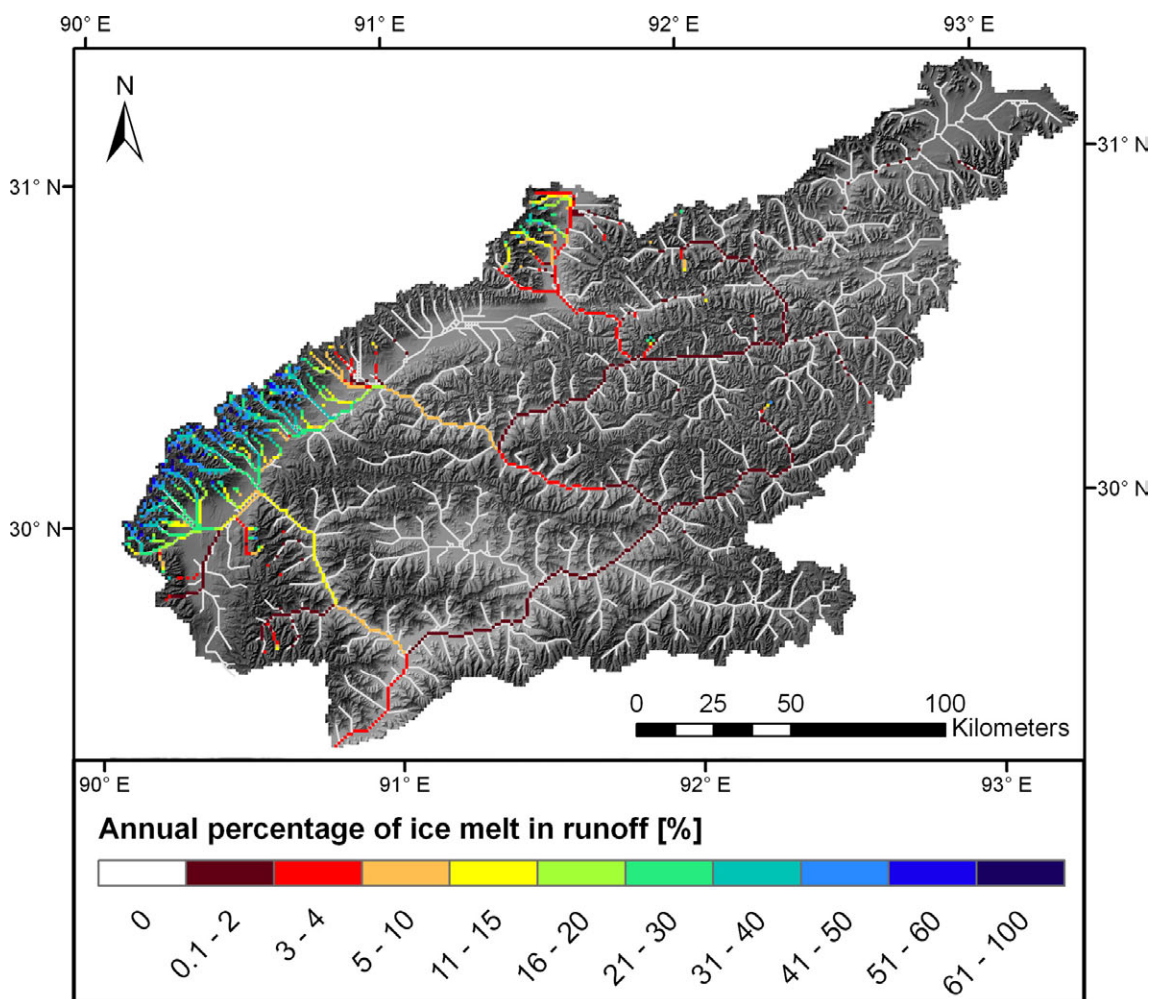 90° E 91° E 92° E 93° E
N
31° N
31° N
30° N
30° N
0 25 50 100
Kilometers
90° E 91° E 92° E 93° E
Annual percentage of ice melt in runoff [%]
0 0.1 - 2 3 - 4 5 - 10 11 - 15 16 - 20 21 - 30 31 - 40 41 - 50 51 - 60 61 - 100